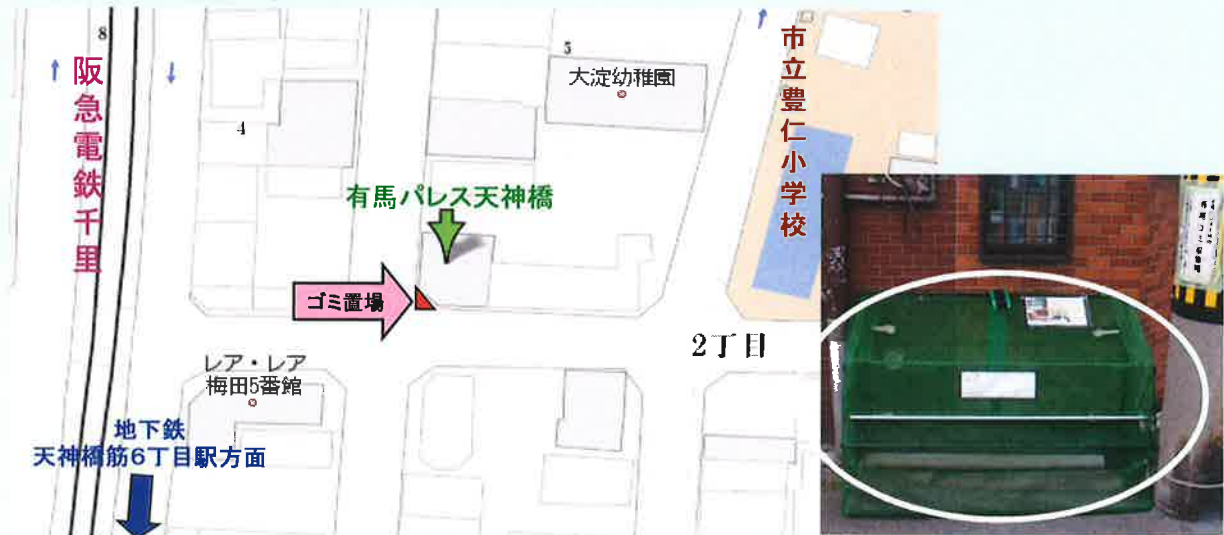 8
阪急電鉄千里
4
5
大淀幼稚園
市立豊仁小学校
有馬パレス天神橋
ゴミ置場
2丁目
レア・レア
梅田5番館
地下鉄
天神橋筋6丁目駅方面